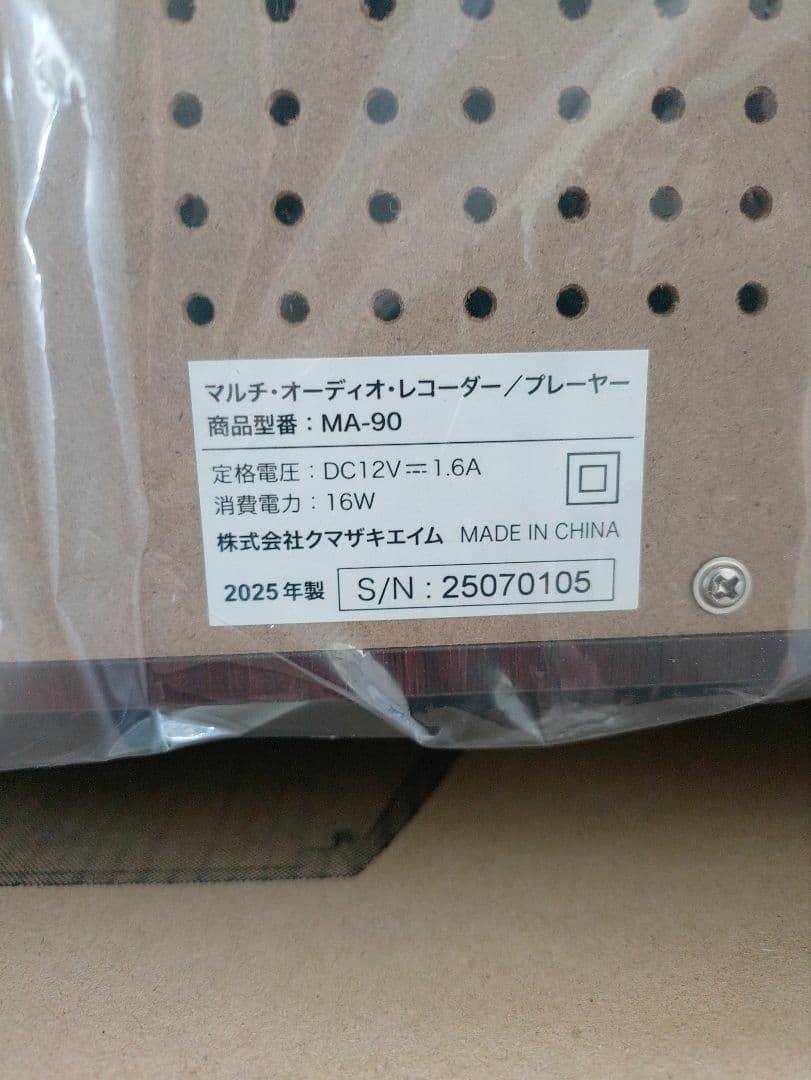 マルチ・オーディオ・レコーダー／プレーヤー
商品型番：MA-90
定格電圧：DC12V⎓1.6A
消費電力：16W
株式会社クマザキエイム MADE IN CHINA
2025年製 S/N : 25070105